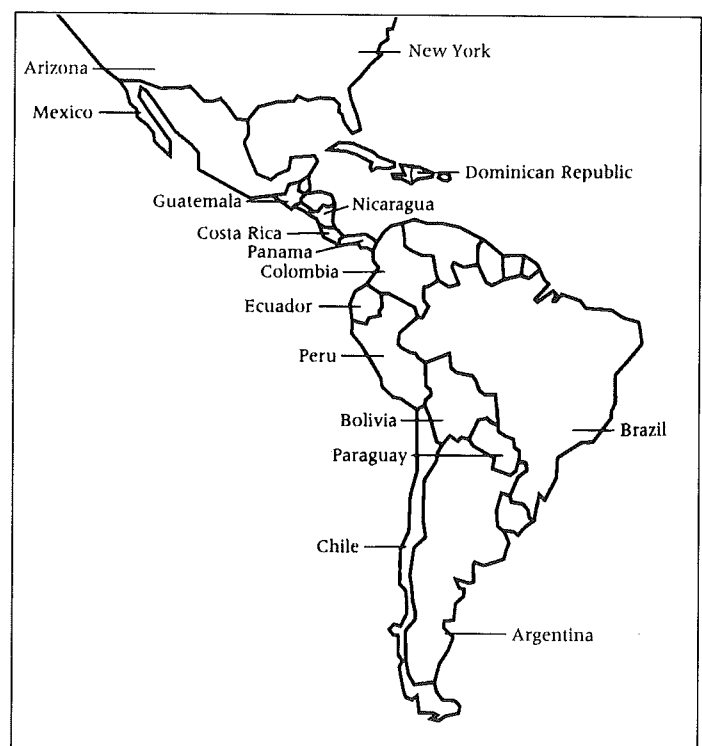 New York
Arizona
Mexico
Dominican Republic
Guatemala
Nicaragua
Costa Rica
Panama
Colombia
Ecuador
Peru
Bolivia
Brazil
Paraguay
Chile
Argentina